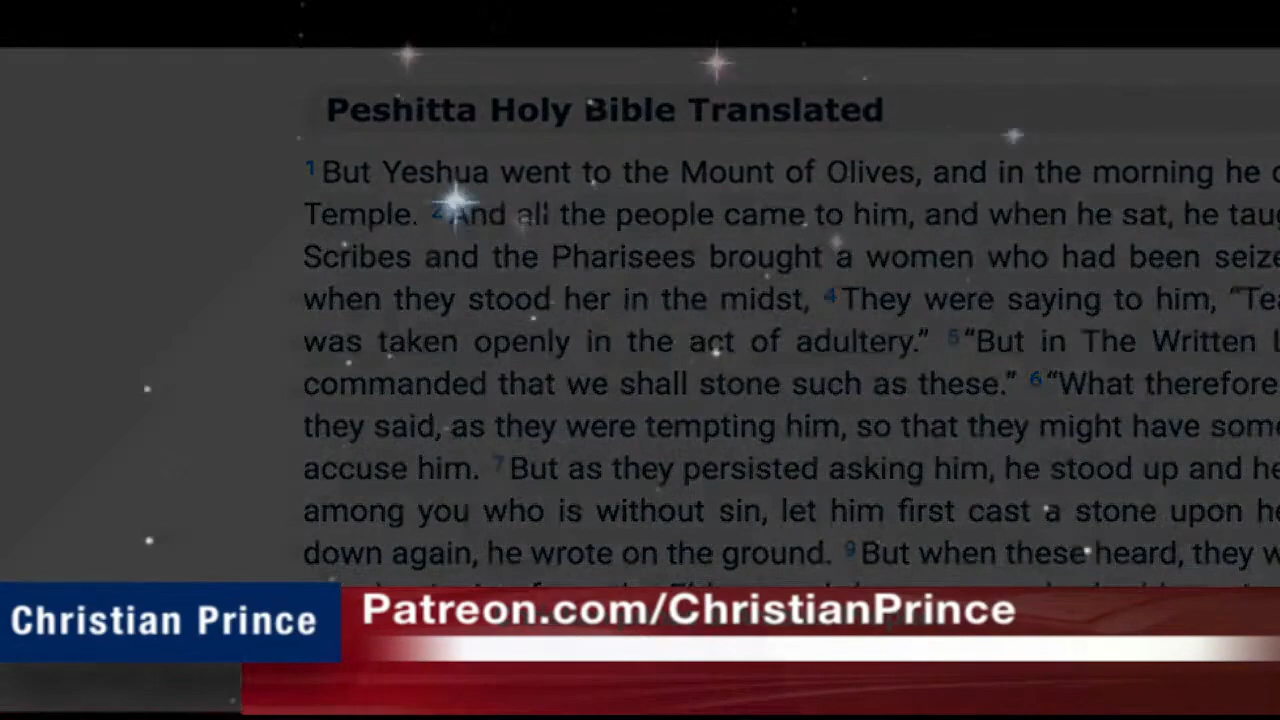 Peshitta Holy Bible Translated
1 But Yeshua went to the Mount of Olives, and in the morning he
Temple. 2 And all the people came to him, and when he sat, he tau
Scribes and the Pharisees brought a women who had been seize
when they stood her in the midst, 4 They were saying to him, “Te
was taken openly in the act of adultery.” 5 “But in The Written
commanded that we shall stone such as these.” 6 “What therefore
they said, as they were tempting him, so that they might have som
accuse him. 7 But as they persisted asking him, he stood up and he
among you who is without sin, let him first cast a stone upon he
down again, he wrote on the ground. 9 But when these heard, they w
Christian Prince
Patreon.com/ChristianPrince